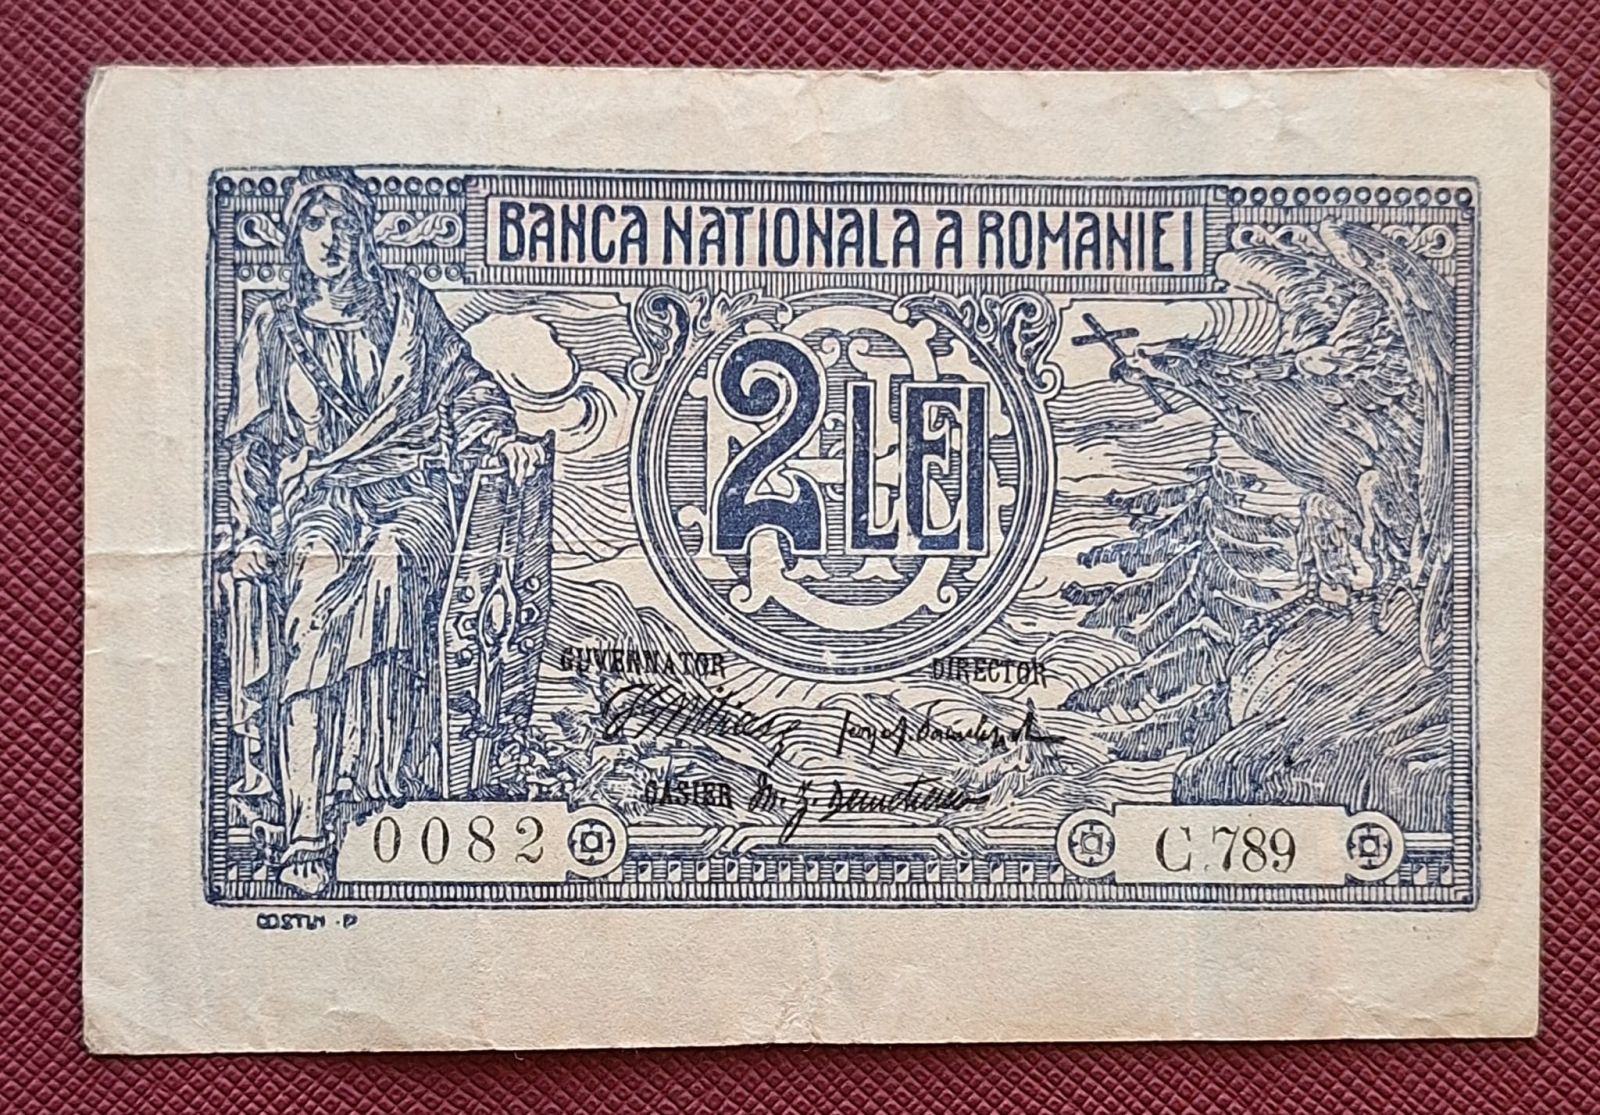 BANCA NATIONALA A ROMANIEI
2 LEI
GUVERNATOR DIRECTOR
CASIER
0082 C.789
COSTIN · P